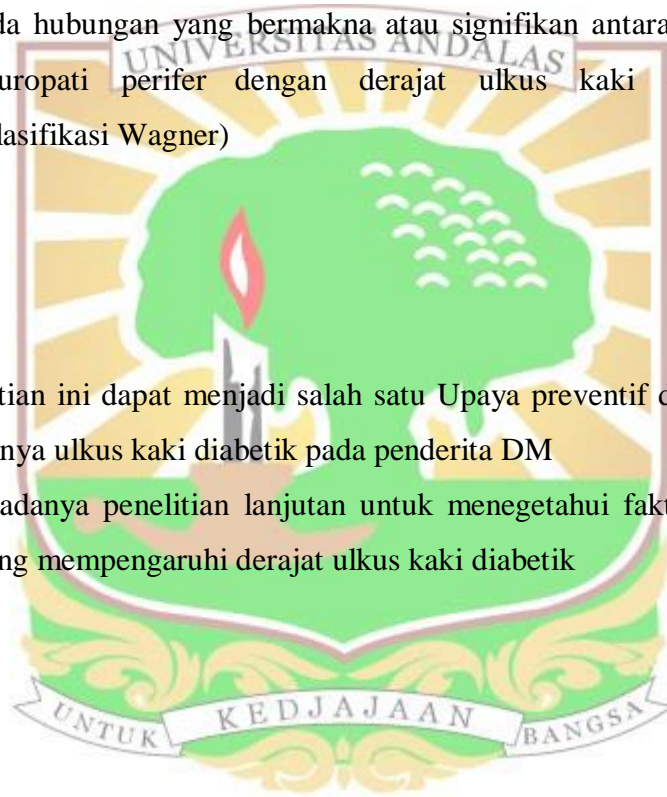 da hubungan yang bermakna atau signifikan antara
UNIVERSITAS ANDALAS
uropati perifer dengan derajat ulkus kaki
lasifikasi Wagner)
tian ini dapat menjadi salah satu Upaya preventif d
nya ulkus kaki diabetik pada penderita DM
adanya penelitian lanjutan untuk menegetahui fakt
ng mempengaruhi derajat ulkus kaki diabetik
UNTUK KEDJAJAAN BANGSA